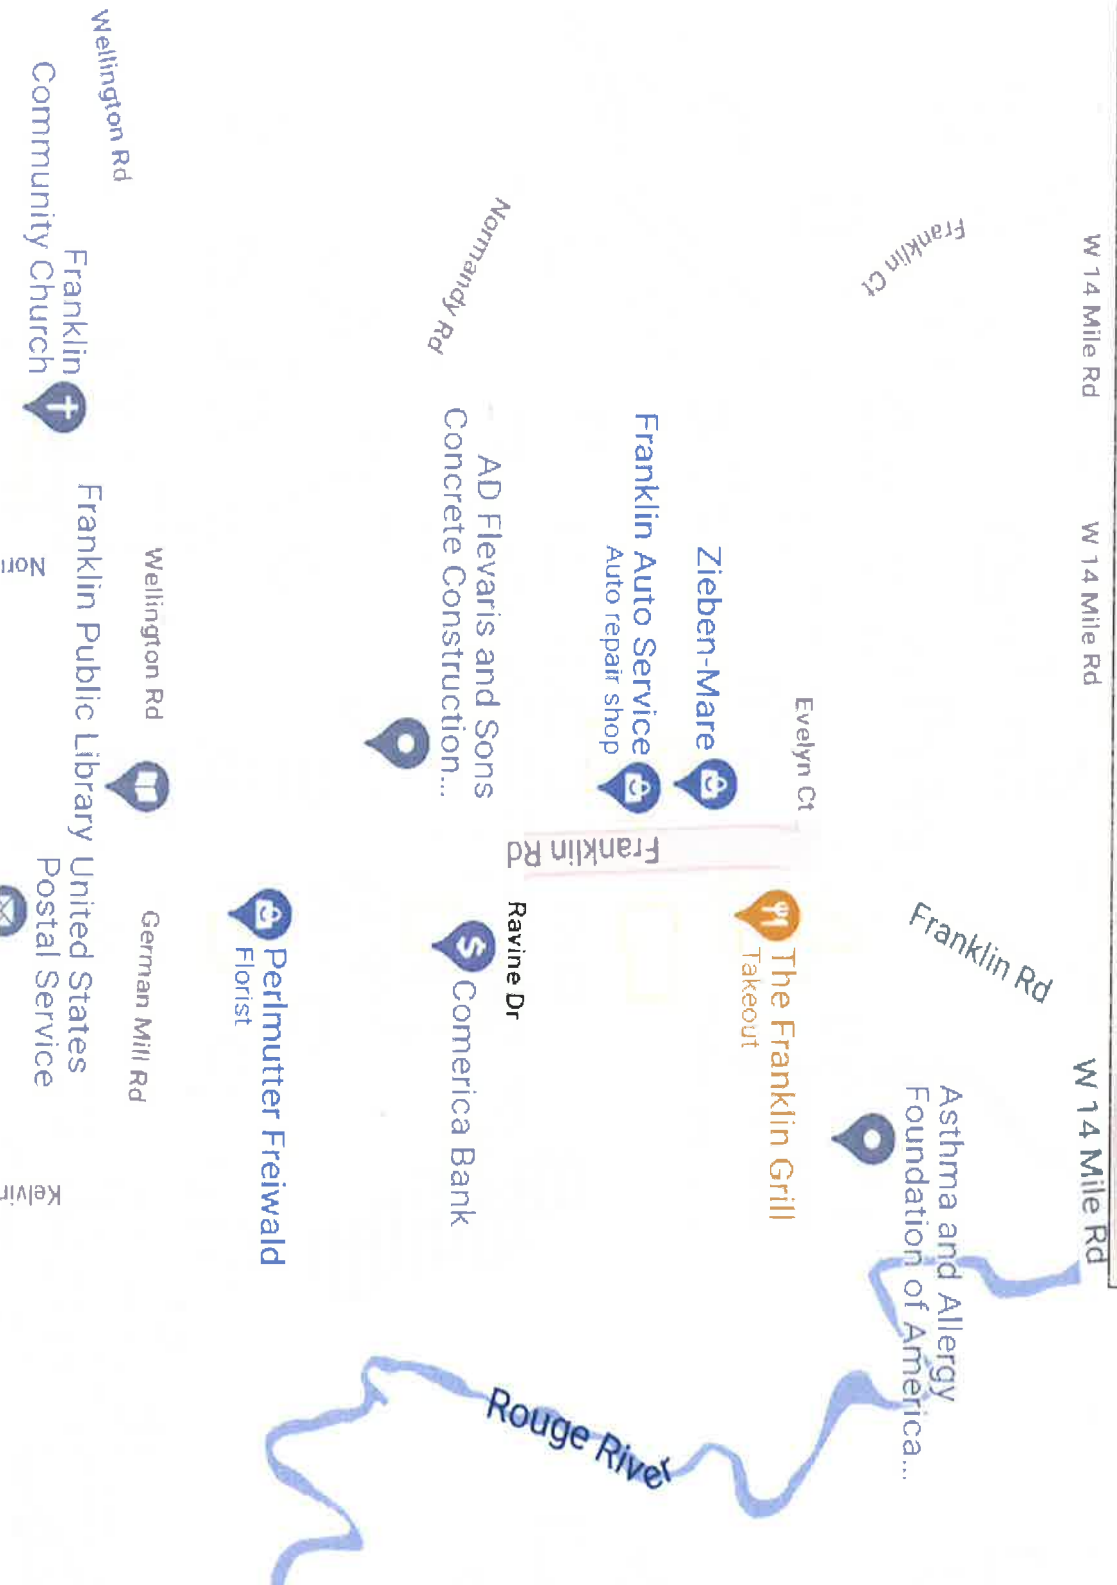 W 14 Mile Rd
W 14 Mile Rd
W 14 Mile Rd
Franklin Ct
Franklin Rd
Asthma and Allergy
Foundation of America...
Evelyn Ct
The Franklin Grill
Takeout
Zieben-Mare
Franklin Auto Service
Auto repair shop
Franklin Rd
Rouge River
Normandy Rd
AD Flevaris and Sons
Concrete Construction...
Ravine Dr
Comerica Bank
Perlmutter Freiwald
Florist
Wellington Rd
Wellington Rd
German Mill Rd
Franklin
Community Church
Franklin Public Library
United States
Postal Service